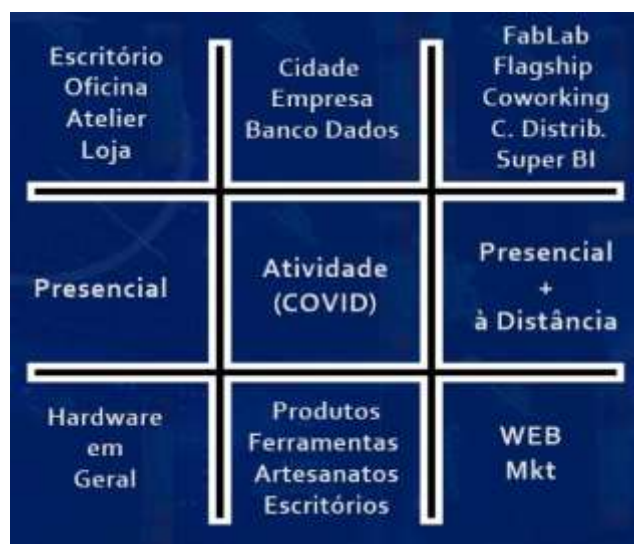 Escritório
Oficina
Atelier
Loja
Cidade
Empresa
Banco Dados
FabLab
Flagship
Coworking
C. Distrib.
Super BI
Presencial
Atividade
(COVID)
Presencial
+
à Distância
Hardware
em
Geral
Produtos
Ferramentas
Artesanatos
Escritórios
WEB
Mkt